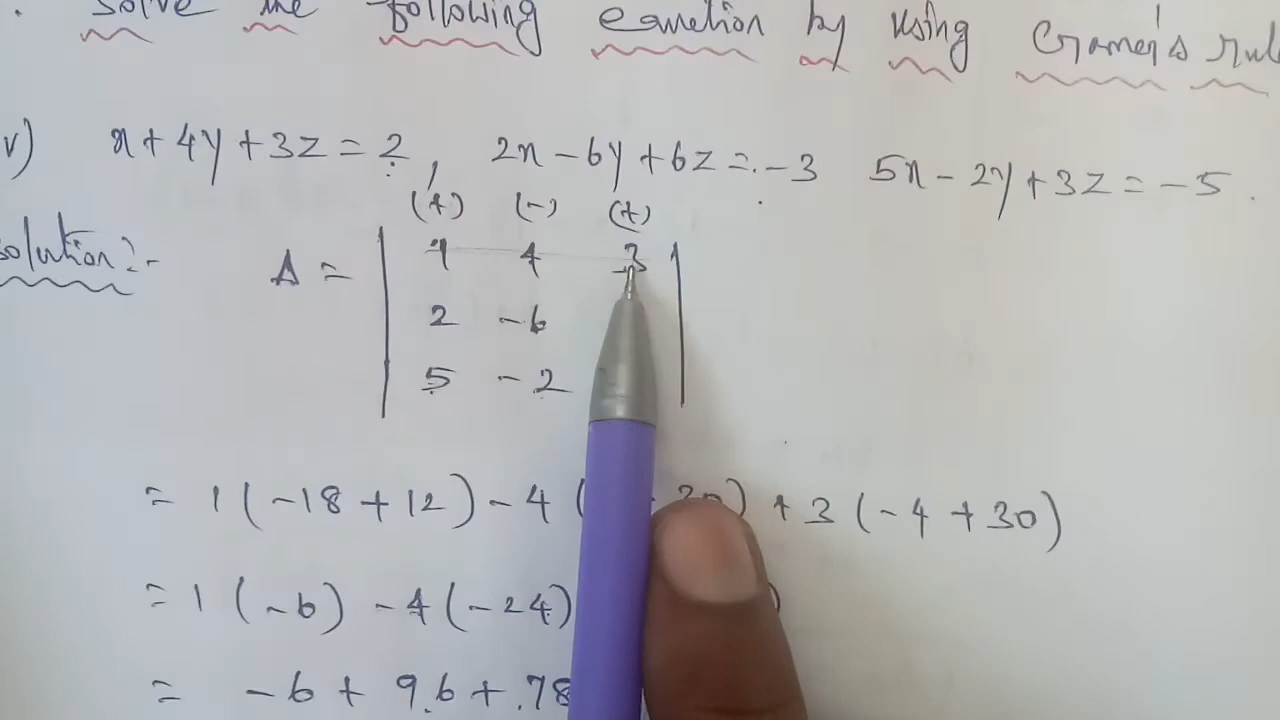 . Solve the following equation by using Cramer's rul
v) x + 4y + 3z = 2, 2x - 6y + 6z = -3 5x - 2y + 3z = -5.
(+) (-) (+)
solution:- Δ = | 1 4 3 |
2 -6
5 -2
= 1(-18 + 12) - 4( 30) + 3(-4 + 30)
= 1(-6) - 4(-24) )
= -6 + 96 + 78